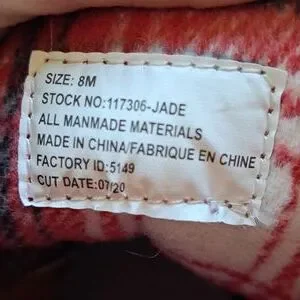 SIZE: 8M
STOCK NO:117306-JADE
ALL MANMADE MATERIALS
MADE IN CHINA/FABRIQUE EN CHINE
FACTORY ID:5149
CUT DATE:07/20